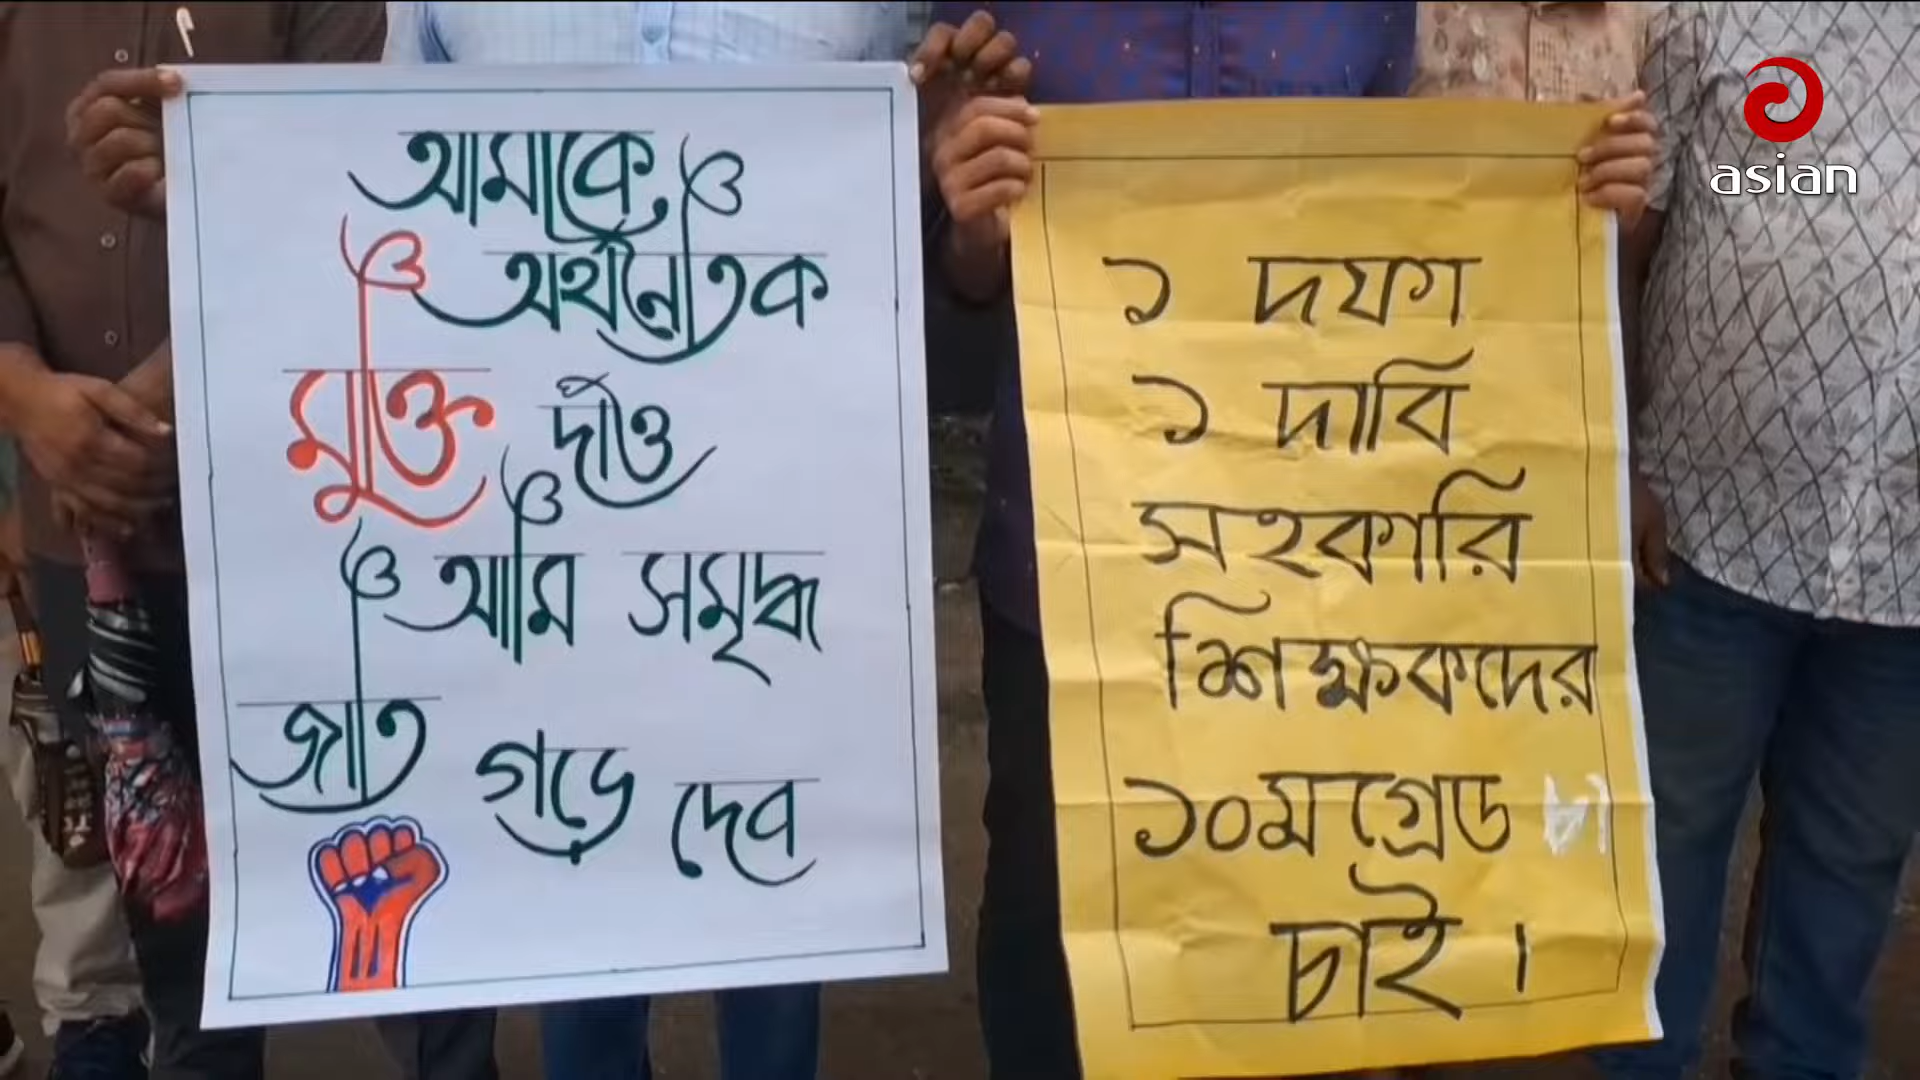 আমাকে
অর্থনৈতিক
মুক্তি দাও
আমি সমৃদ্ধ
জাতি গড়ে দেব
১ দফা
১ দাবি
সহকারি
শিক্ষকদের
১০ম গ্রেড চা
চাই।
asian